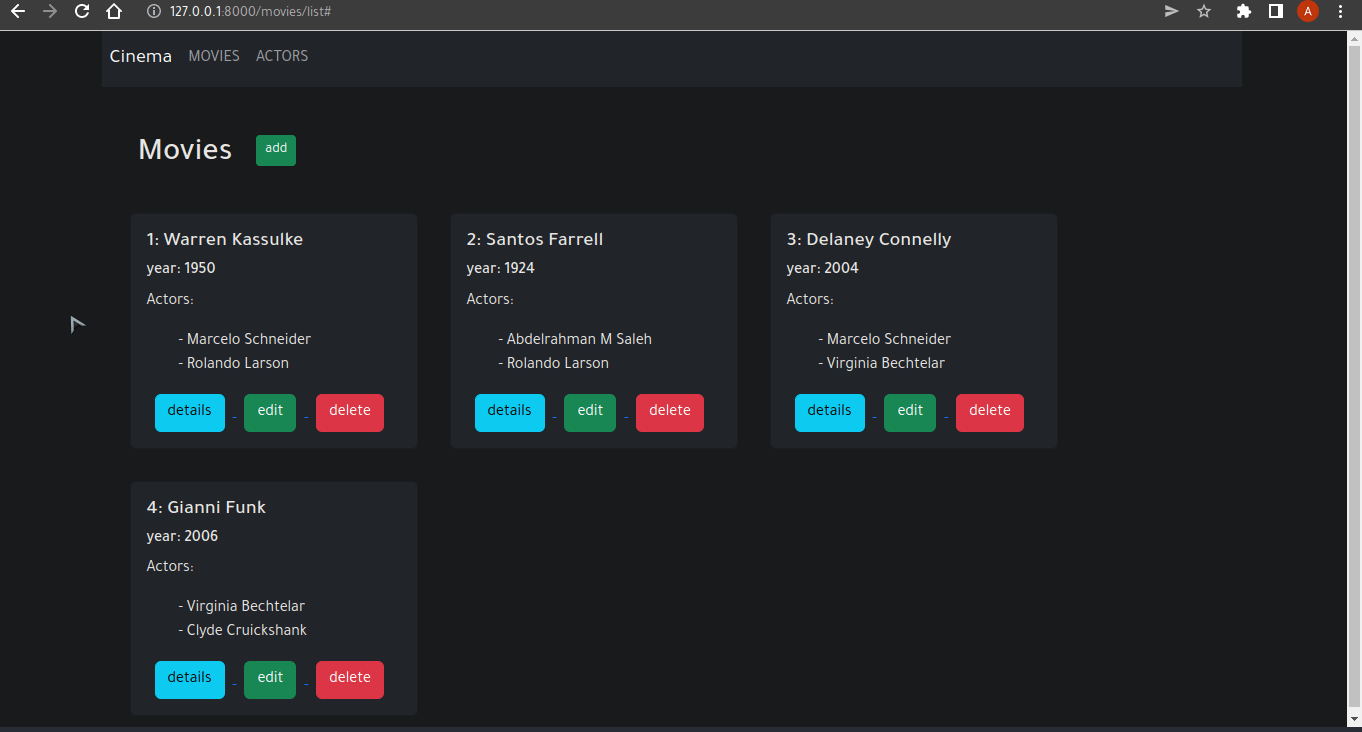 127.0.0.1:8000/movies/list#
A
Cinema MOVIES ACTORS
Movies add
1: Warren Kassulke
year: 1950
Actors:
- Marcelo Schneider
- Rolando Larson
details - edit - delete
2: Santos Farrell
year: 1924
Actors:
- Abdelrahman M Saleh
- Rolando Larson
details - edit - delete
3: Delaney Connelly
year: 2004
Actors:
- Marcelo Schneider
- Virginia Bechtelar
details - edit - delete
4: Gianni Funk
year: 2006
Actors:
- Virginia Bechtelar
- Clyde Cruickshank
details - edit - delete